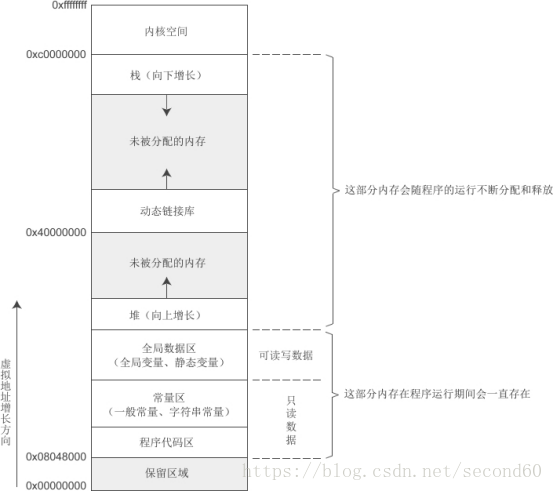 0xffffffff
内核空间
0xc0000000
栈（向下增长）
未被分配的内存
动态链接库
0x40000000
未被分配的内存
堆（向上增长）
这部分内存会随程序的运行不断分配和释放
全局数据区
（全局变量、静态变量）
可读写数据
常量区
（一般常量、字符串常量）
只读数据
程序代码区
这部分内存在程序运行期间会一直存在
0x08048000
保留区域
0x00000000
虚拟地址增长方向
https://blog.csdn.net/second60